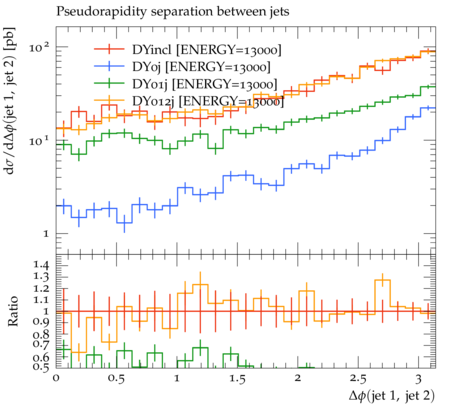 Pseudorapidity separation between jets
dσ/dΔϕ(jet 1, jet 2) [pb]
10²
10¹
1
DYincl [ENERGY=13000]
DY0j [ENERGY=13000]
DY01j [ENERGY=13000]
DY012j [ENERGY=13000]
Ratio
1.4
1.3
1.2
1.1
1
0.9
0.8
0.7
0.6
0.5
0 0.5 1 1.5 2 2.5 3
Δϕ(jet 1, jet 2)